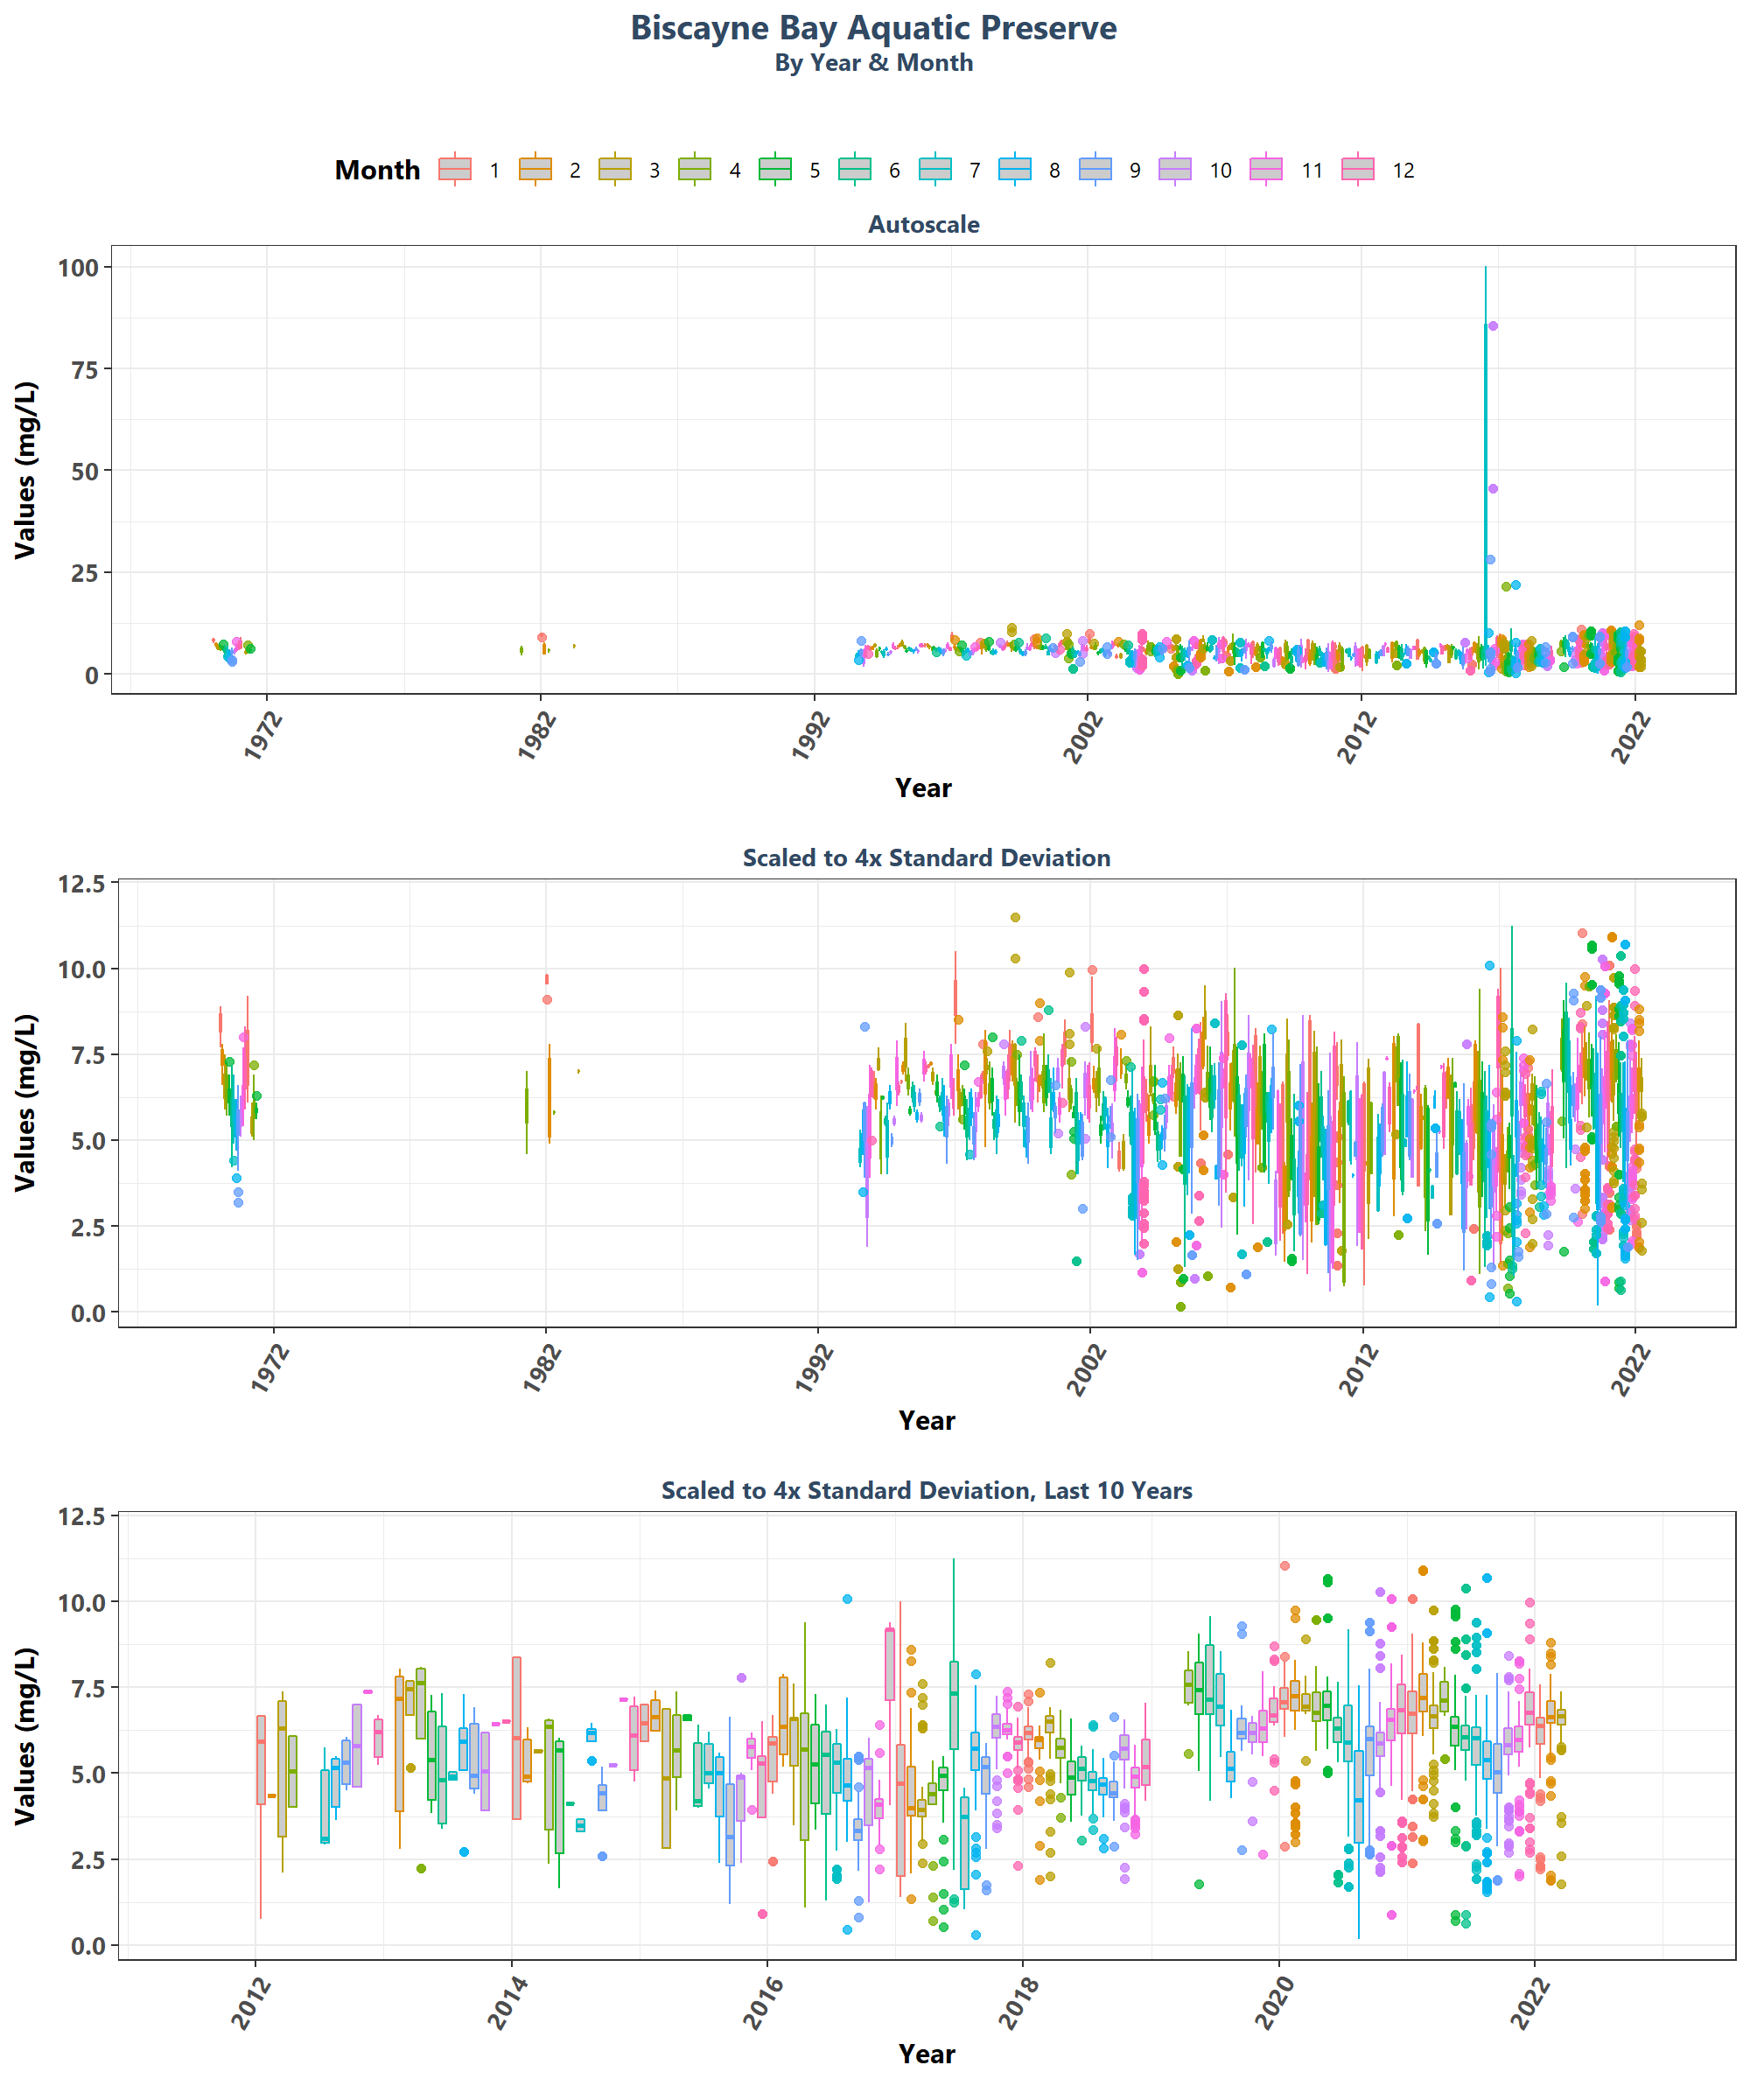 Biscayne Bay Aquatic Preserve
By Year & Month
Month 1 2 3 4 5 6 7 8 9 10 11 12
Autoscale
Values (mg/L)
100
75
50
25
0
1972 1982 1992 2002 2012 2022
Year
Scaled to 4x Standard Deviation
Values (mg/L)
12.5
10.0
7.5
5.0
2.5
0.0
1972 1982 1992 2002 2012 2022
Year
Scaled to 4x Standard Deviation, Last 10 Years
Values (mg/L)
12.5
10.0
7.5
5.0
2.5
0.0
2012 2014 2016 2018 2020 2022
Year